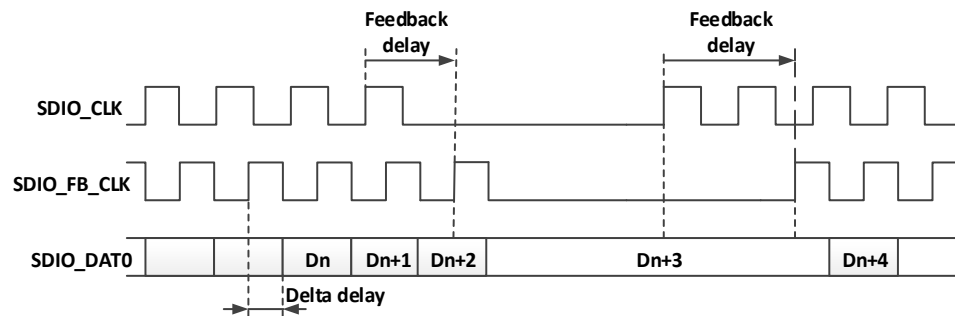 Feedback
delay
Feedback
delay
SDIO_CLK
SDIO_FB_CLK
SDIO_DAT0
Dn
Dn+1
Dn+2
Dn+3
Dn+4
Delta delay